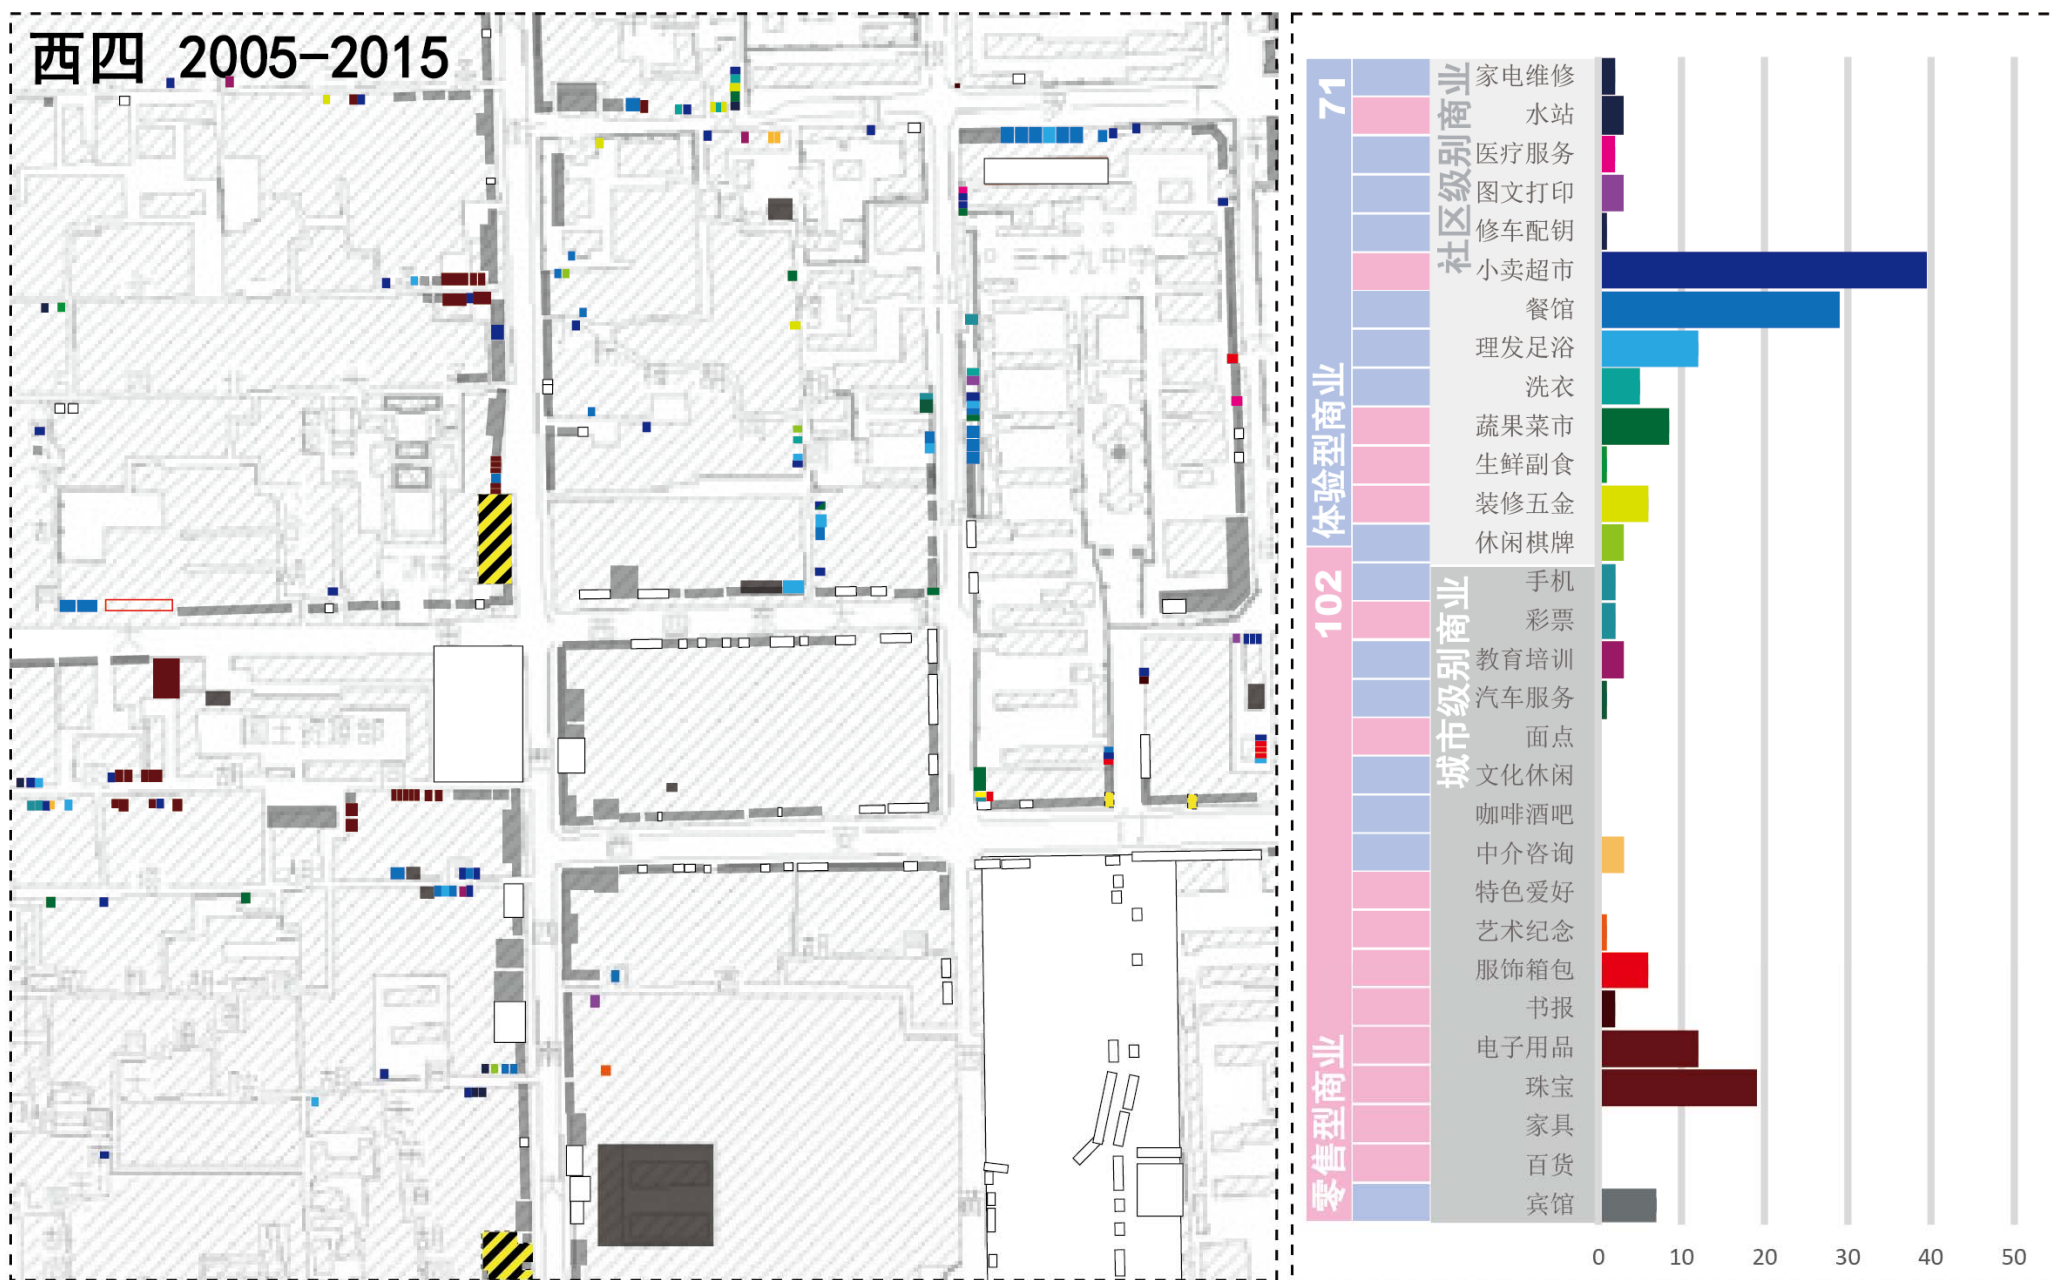 西四 2005-2015
71
体验型商业
102
零售型商业
社区级别商业
城市级别商业
家电维修
水站
医疗服务
图文打印
修车配钥
小卖超市
餐馆
理发足浴
洗衣
蔬果菜市
生鲜副食
装修五金
休闲棋牌
手机
彩票
教育培训
汽车服务
面点
文化休闲
咖啡酒吧
中介咨询
特色爱好
艺术纪念
服饰箱包
书报
电子用品
珠宝
家具
百货
宾馆
0 10 20 30 40 50